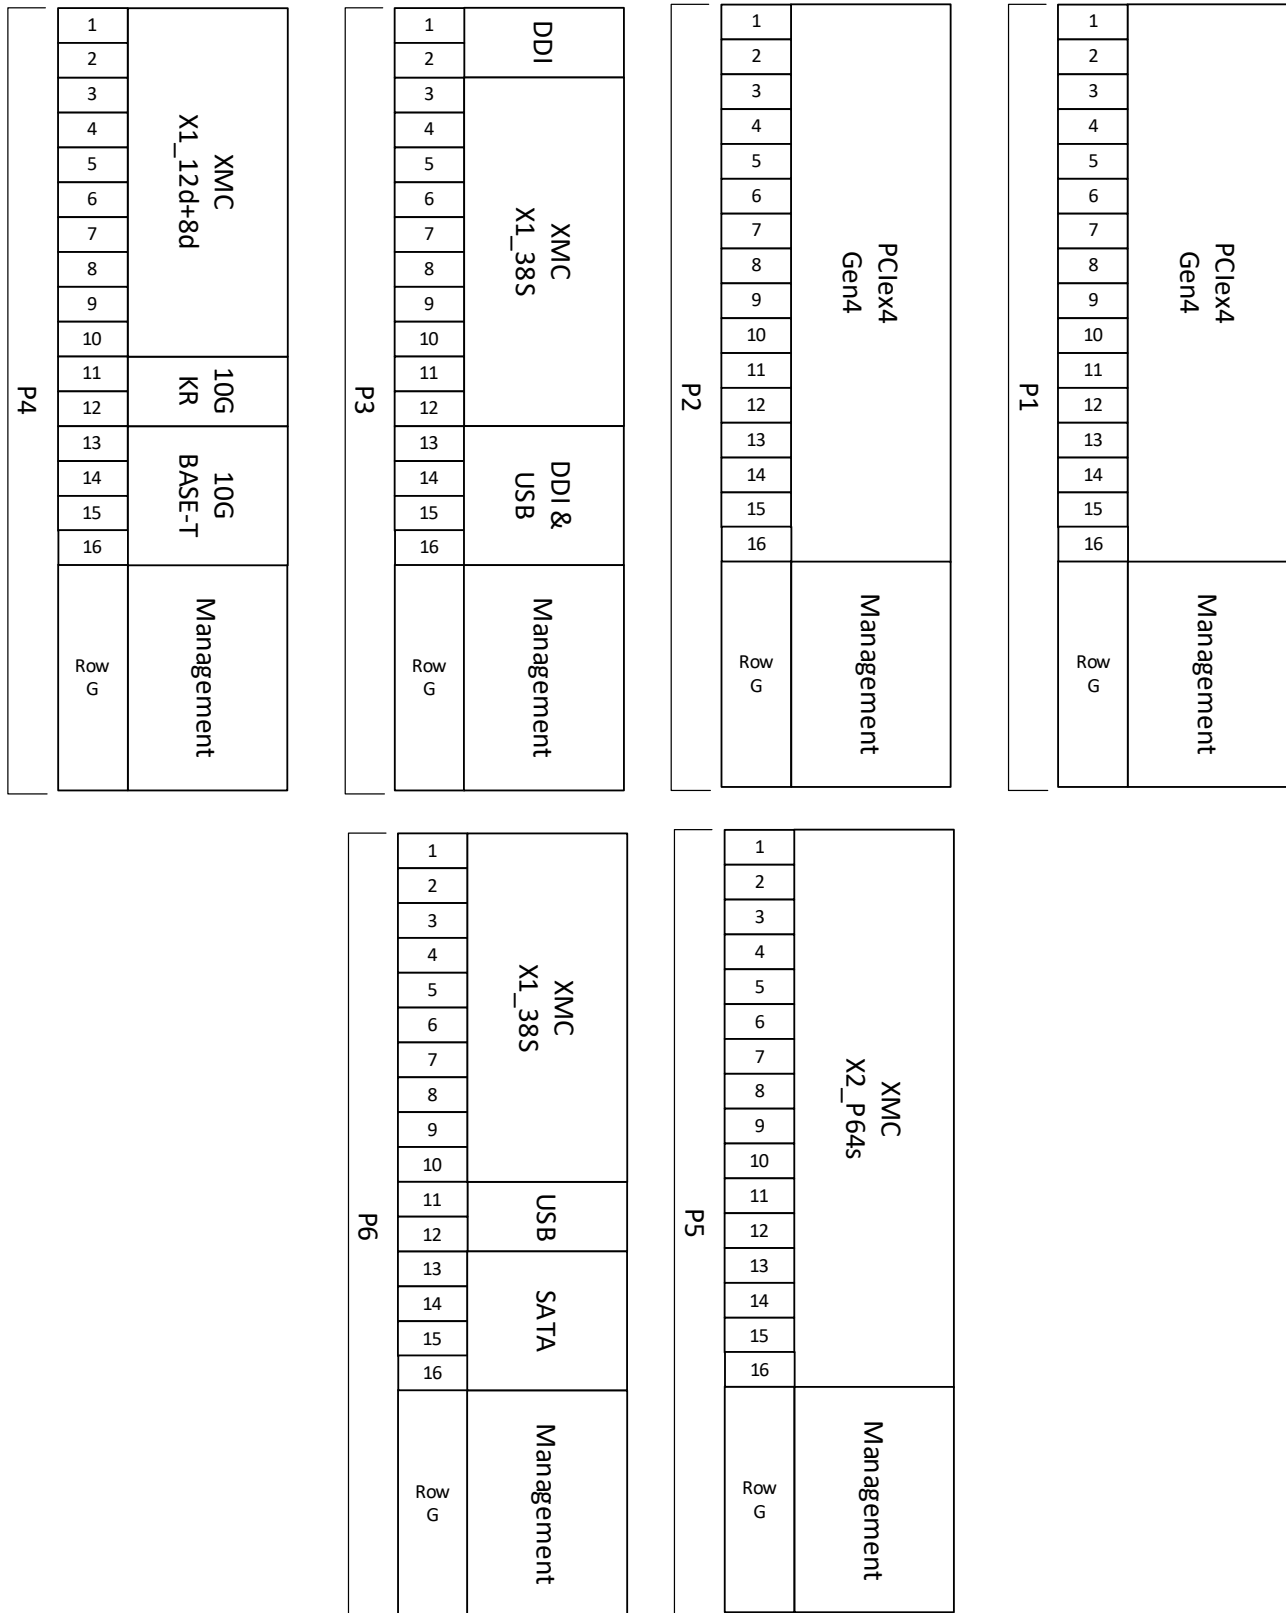 P4
1
2
3
4
5
6
7
8
9
10
11
12
13
14
15
16
Row
G
XMC
X1_12d+8d
10G
KR
10G
BASE-T
Management
P3
1
2
3
4
5
6
7
8
9
10
11
12
13
14
15
16
Row
G
DDI
XMC
X1_38S
DDI &
USB
Management
P2
1
2
3
4
5
6
7
8
9
10
11
12
13
14
15
16
Row
G
PCIex4
Gen4
Management
P1
1
2
3
4
5
6
7
8
9
10
11
12
13
14
15
16
Row
G
PCIex4
Gen4
Management
P6
1
2
3
4
5
6
7
8
9
10
11
12
13
14
15
16
Row
G
XMC
X1_38S
USB
SATA
Management
P5
1
2
3
4
5
6
7
8
9
10
11
12
13
14
15
16
Row
G
XMC
X2_P64s
Management